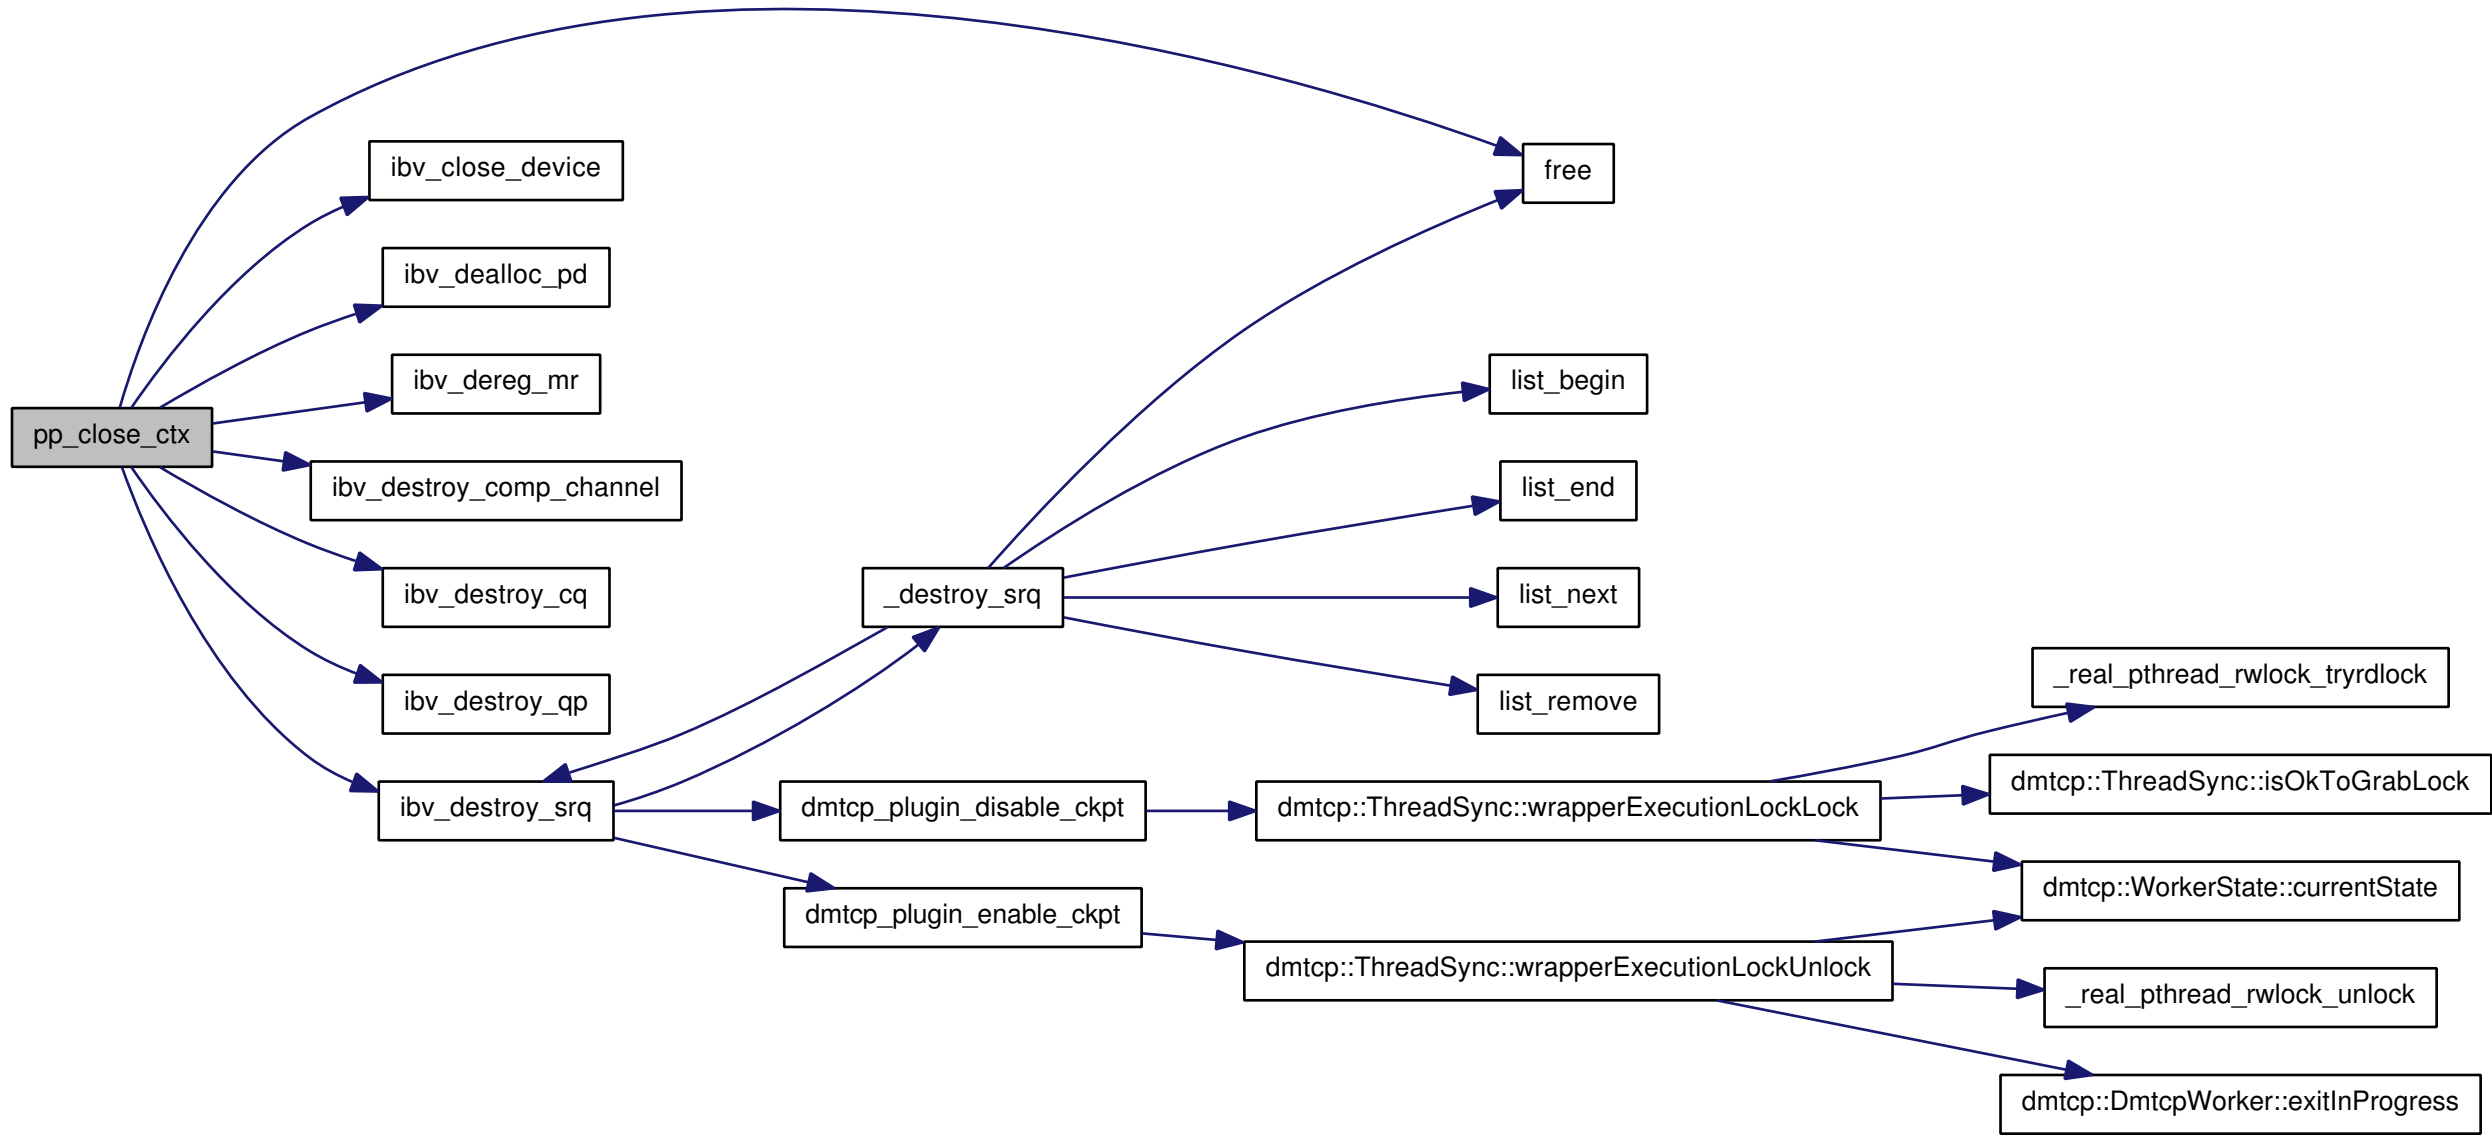 free
ibv_close_device
ibv_dealloc_pd
ibv_dereg_mr
list_begin
pp_close_ctx
ibv_destroy_comp_channel
list_end
ibv_destroy_cq
_destroy_srq
list_next
_real_pthread_rwlock_tryrdlock
ibv_destroy_qp
list_remove
dmtcp::ThreadSync::isOkToGrabLock
ibv_destroy_srq
dmtcp_plugin_disable_ckpt
dmtcp::ThreadSync::wrapperExecutionLockLock
dmtcp::WorkerState::currentState
dmtcp_plugin_enable_ckpt
dmtcp::ThreadSync::wrapperExecutionLockUnlock
_real_pthread_rwlock_unlock
dmtcp::DmtcpWorker::exitInProgress